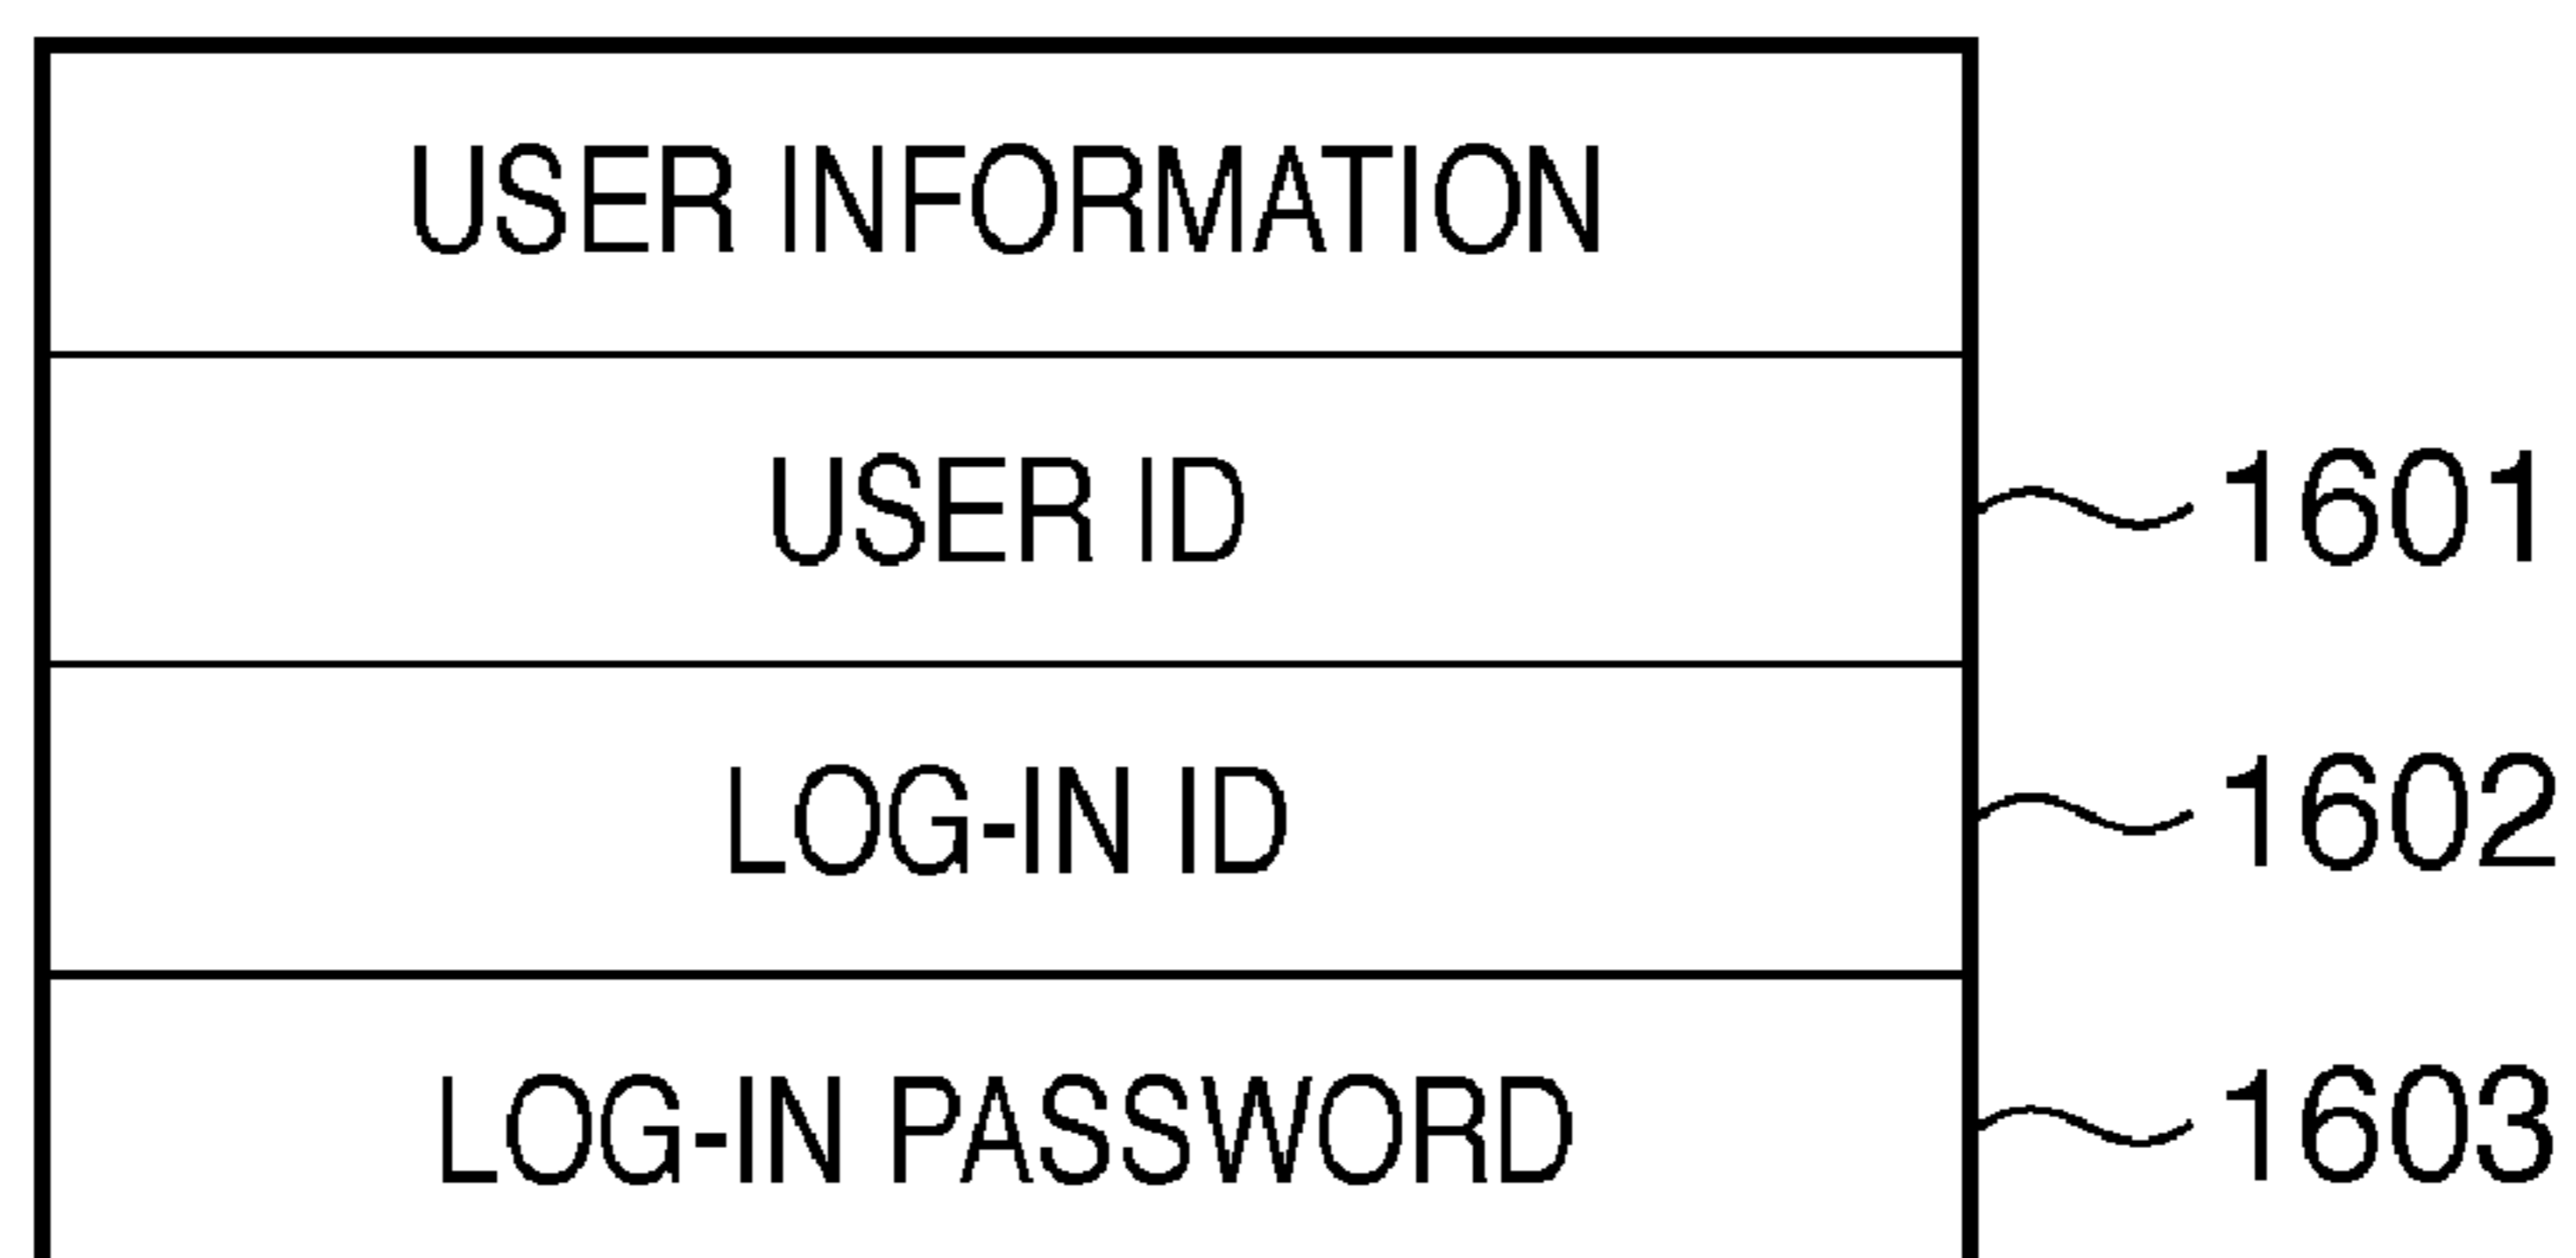 USER INFORMATION
USER ID 1601
LOG-IN ID 1602
LOG-IN PASSWORD 1603